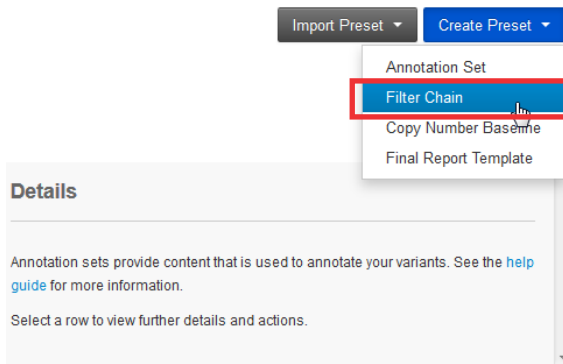 Import Preset Create Preset
Annotation Set
Filter Chain
Copy Number Baseline
Final Report Template
Details
Annotation sets provide content that is used to annotate your variants. See the help
guide for more information.
Select a row to view further details and actions.